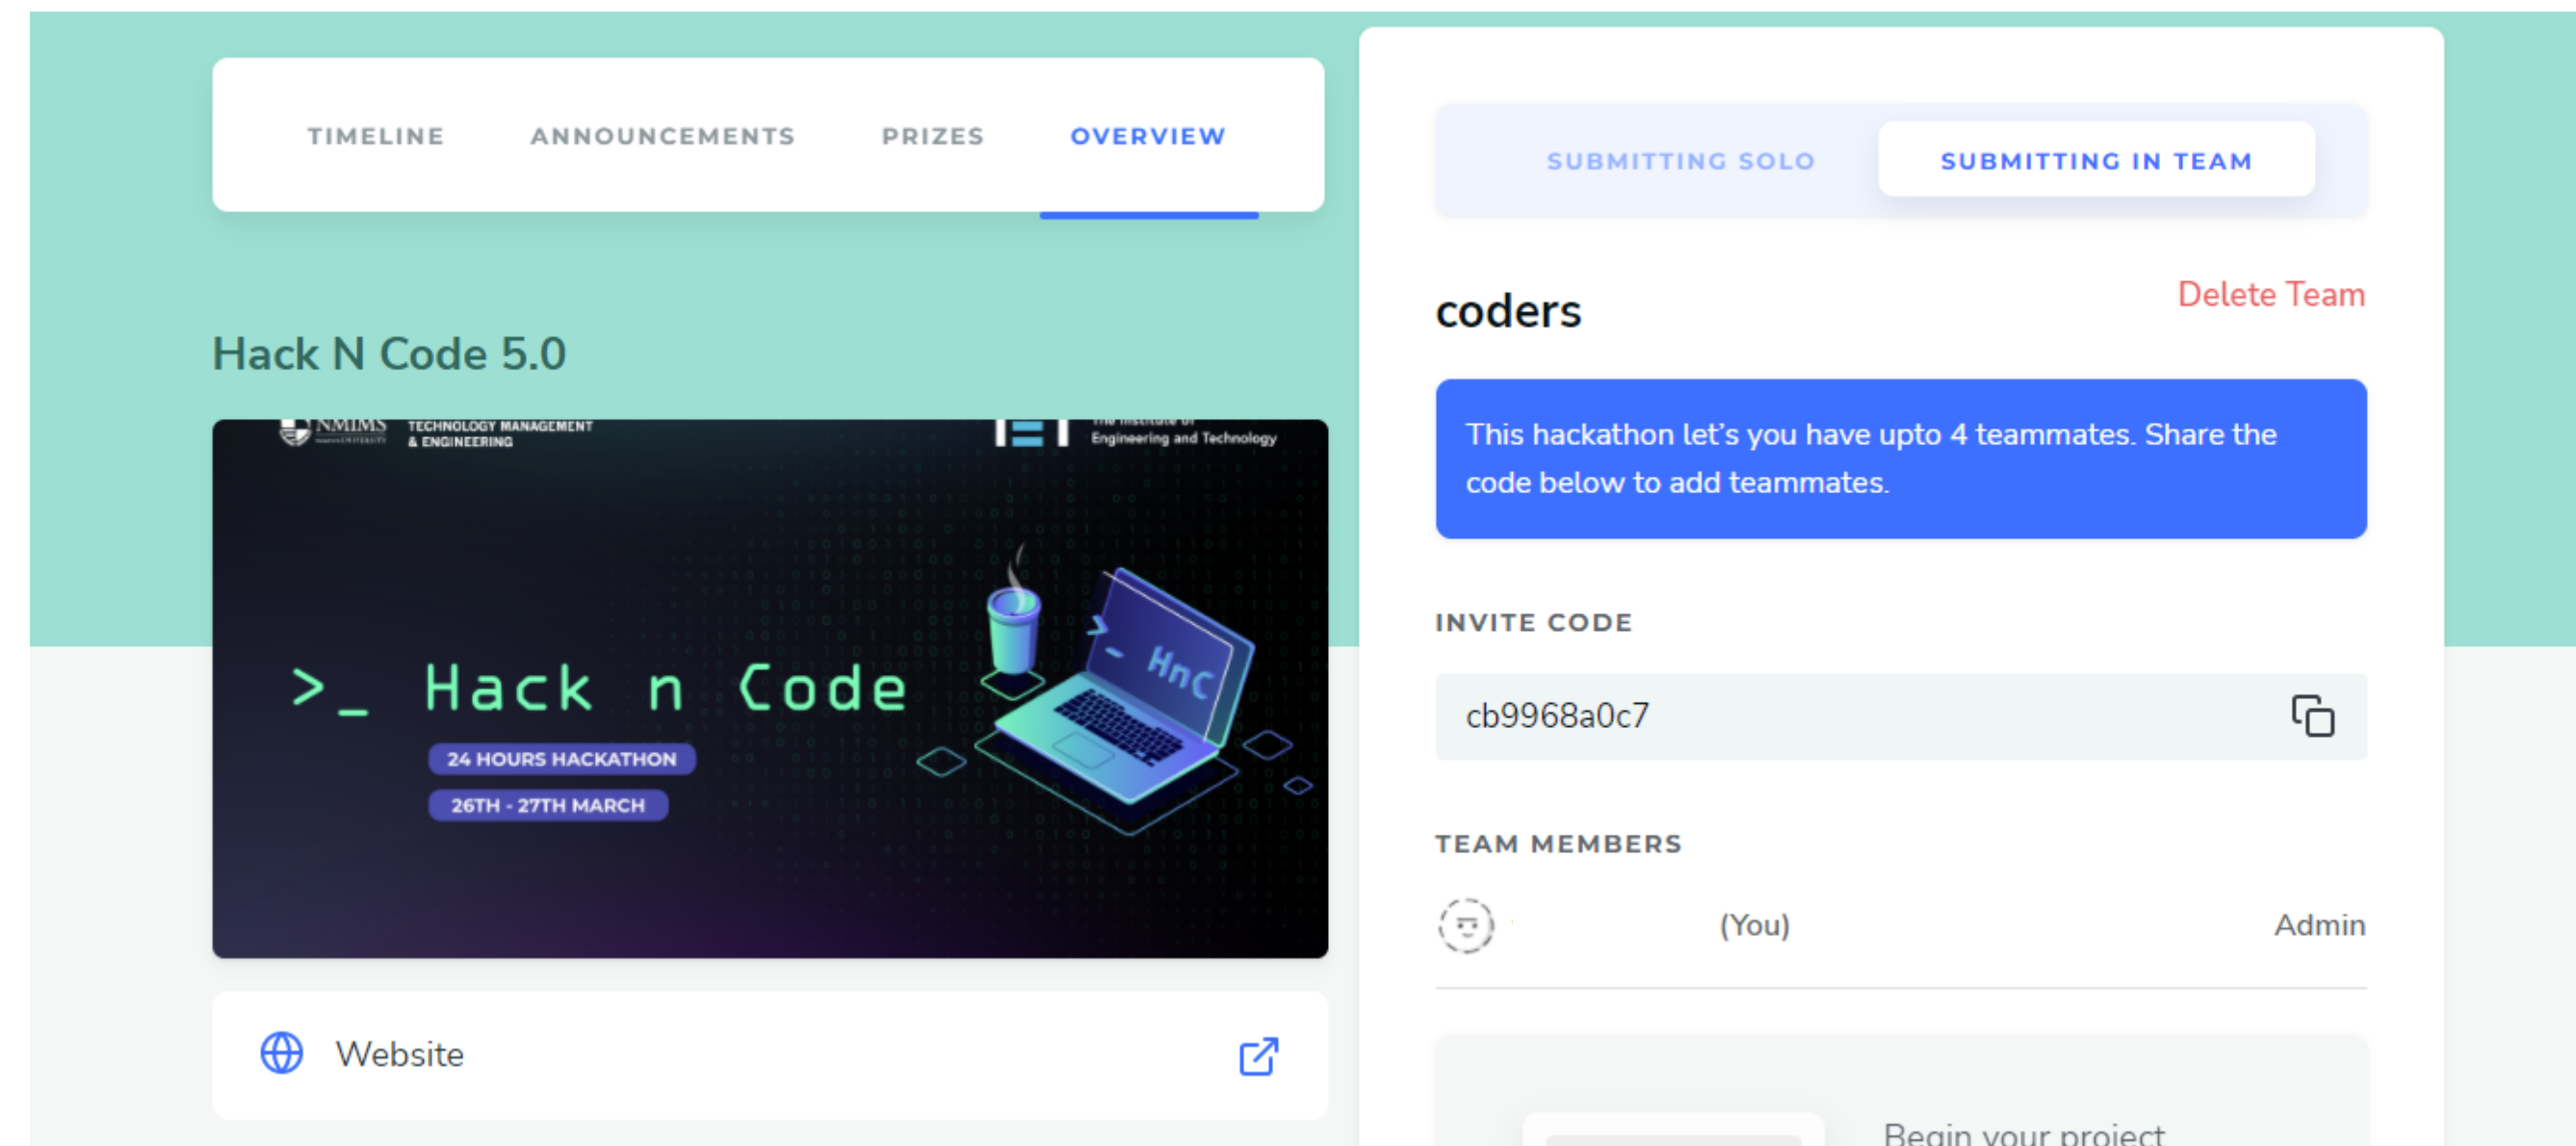 TIMELINE ANNOUNCEMENTS PRIZES OVERVIEW
Hack N Code 5.0
NMIMS
TECHNOLOGY MANAGEMENT
& ENGINEERING
The Institute of
Engineering and Technology
>_ Hack n Code
24 HOURS HACKATHON
26TH - 27TH MARCH
>_ HnC
Website
SUBMITTING SOLO SUBMITTING IN TEAM
coders
Delete Team
This hackathon let's you have upto 4 teammates. Share the
code below to add teammates.
INVITE CODE
cb9968a0c7
TEAM MEMBERS
(You) Admin
Begin your project